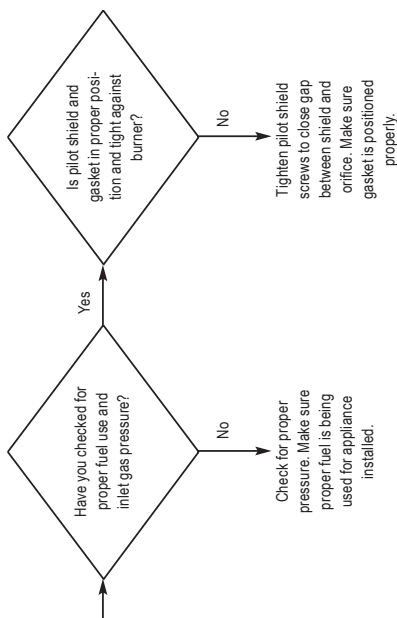 Have you checked for
proper fuel use and
inlet gas pressure?
Yes
No
Check for proper
pressure. Make sure
proper fuel is being
used for appliance
installed.
Is pilot shield and
gasket in proper posi-
tion and tight against
burner?
No
Tighten pilot shield
screws to close gap
between shield and
orifice. Make sure
gasket is positioned
properly.